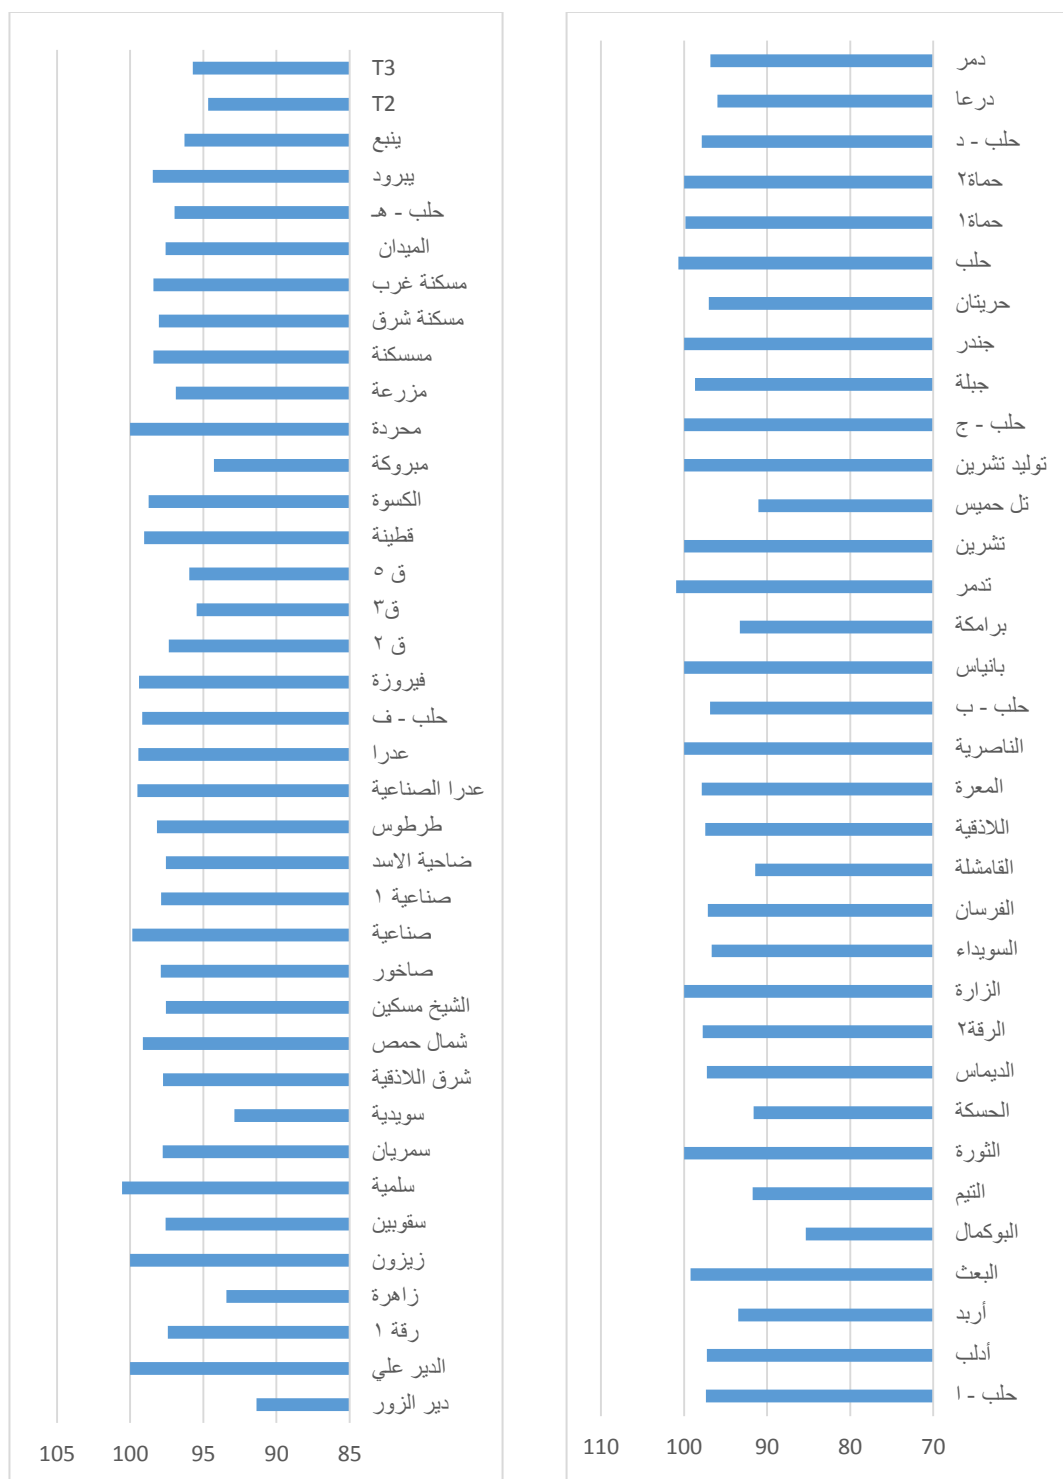 دمر
درعا
حلب - د
حماة٢
حماة١
حلب
حريتان
جندر
جبلة
حلب - ج
توليد تشرين
تل حميس
تشرين
تدمر
برامكة
بانياس
حلب - ب
الناصرية
المعرة
اللاذقية
القامشلة
الفرسان
السويداء
الزارة
الرقة٢
الديماس
الحسكة
الثورة
التيم
البوكمال
البعث
أربد
أدلب
حلب - ا
110 100 90 80 70
T3
T2
ينبع
يبرود
حلب - هـ
الميدان
مسكنة غرب
مسكنة شرق
مسسكنة
مزرعة
محردة
مبروكة
الكسوة
قطينة
ق ٥
ق٣
ق ٢
فيروزة
حلب - ف
عدرا
عدرا الصناعية
طرطوس
ضاحية الاسد
صناعية ١
صناعية
صاخور
الشيخ مسكين
شمال حمص
شرق اللاذقية
سويدية
سمريان
سلمية
سقوبين
زيزون
زاهرة
رقة ١
الدير علي
دير الزور
105 100 95 90 85